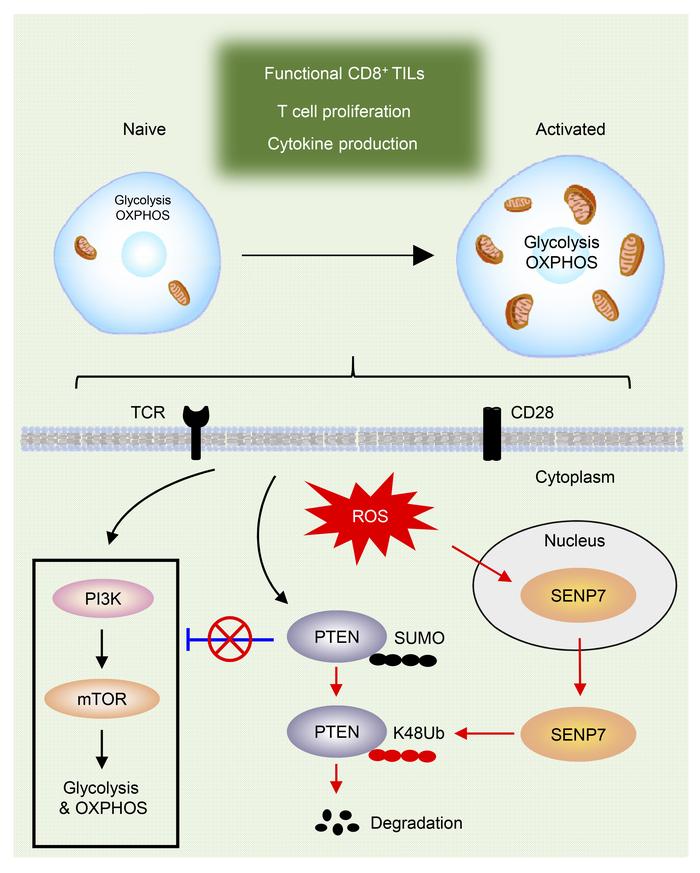 Functional CD8⁺ TILs
T cell proliferation
Cytokine production
Naive
Activated
Glycolysis
OXPHOS
Glycolysis
OXPHOS
TCR
CD28
Cytoplasm
ROS
Nucleus
SENP7
PI3K
mTOR
Glycolysis
& OXPHOS
PTEN
SUMO
PTEN
K48Ub
SENP7
Degradation